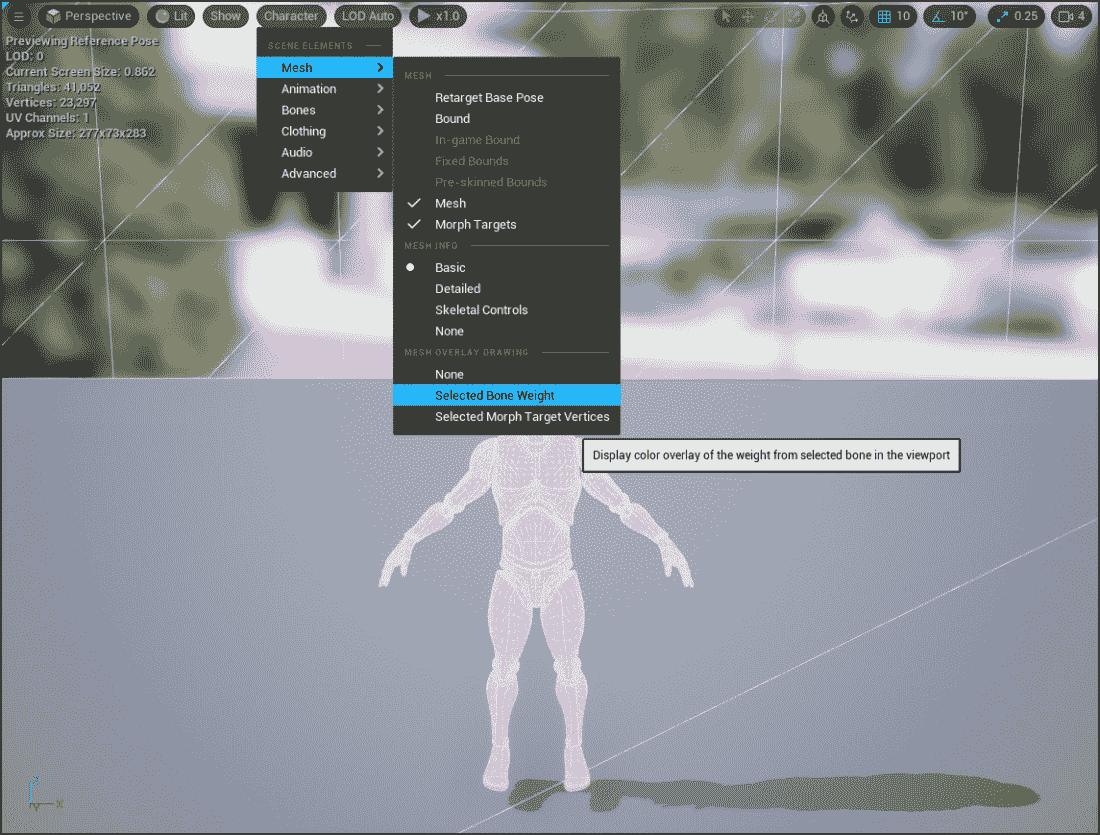 Perspective Lit Show Character LOD Auto x1.0 10 10° 0.25 4
Previewing Reference Pose
LOD: 0
Current Screen Size: 0.862
Triangles: 41,052
Vertices: 23,297
UV Channels: 1
Approx Size: 277x73x283
SCENE ELEMENTS
Mesh
Animation
Bones
Clothing
Audio
Advanced
MESH
Retarget Base Pose
Bound
In-game Bound
Fixed Bounds
Pre-skinned Bounds
Mesh
Morph Targets
MESH INFO
Basic
Detailed
Skeletal Controls
None
MESH OVERLAY DRAWING
None
Selected Bone Weight
Selected Morph Target Vertices
Display color overlay of the weight from selected bone in the viewport
Z
Y X